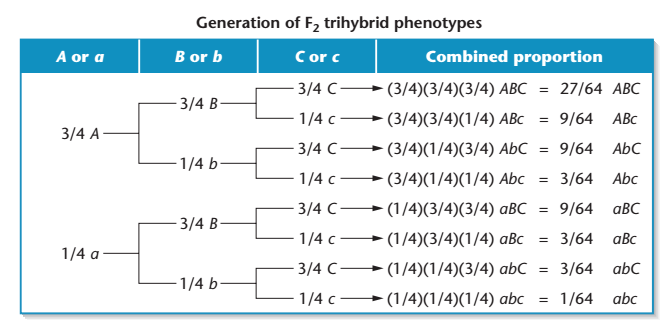 Generation of F₂ trihybrid phenotypes
A or a B or b C or c Combined proportion
3/4 C (3/4)(3/4)(3/4) ABC = 27/64 ABC
3/4 B
1/4 c (3/4)(3/4)(1/4) ABc = 9/64 ABc
3/4 A
3/4 C (3/4)(1/4)(3/4) AbC = 9/64 AbC
1/4 b
1/4 c (3/4)(1/4)(1/4) Abc = 3/64 Abc
3/4 C (1/4)(3/4)(3/4) aBC = 9/64 aBC
3/4 B
1/4 c (1/4)(3/4)(1/4) aBc = 3/64 aBc
1/4 a
3/4 C (1/4)(1/4)(3/4) abC = 3/64 abC
1/4 b
1/4 c (1/4)(1/4)(1/4) abc = 1/64 abc